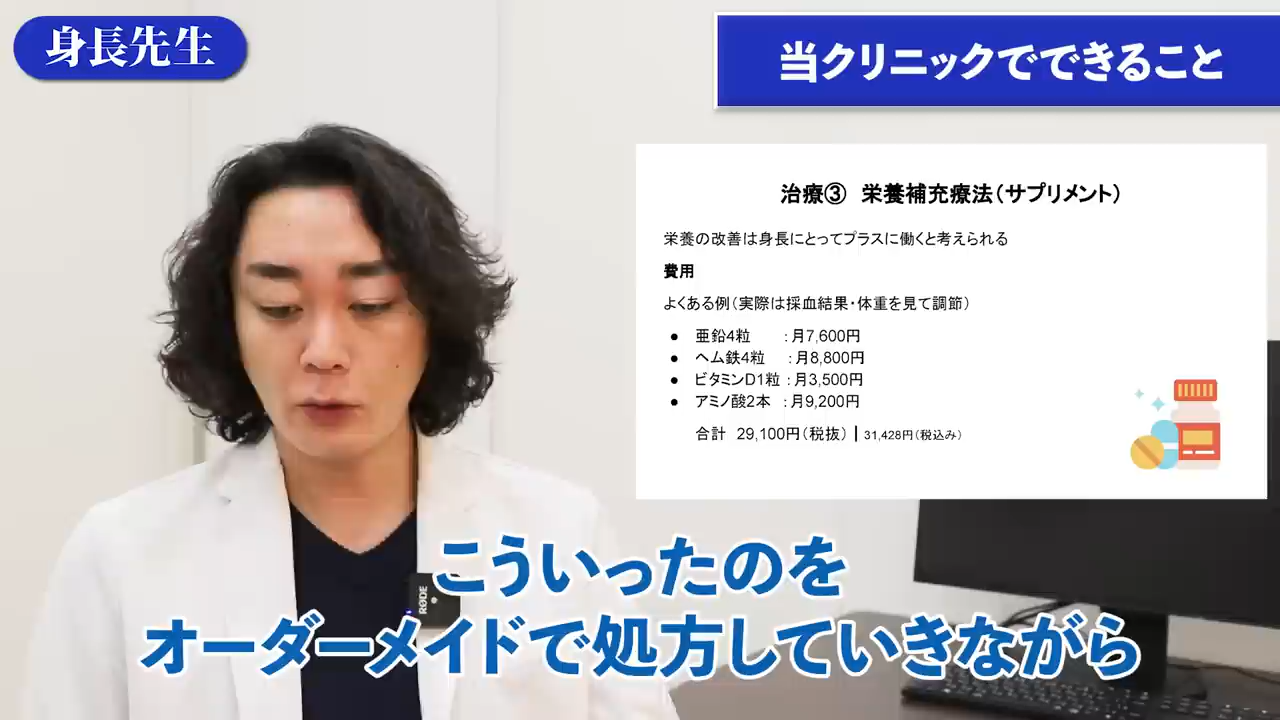 身長先生
当クリニックでできること
治療③ 栄養補充療法(サプリメント)
栄養の改善は身長にとってプラスに働くと考えられる
費用
よくある例(実際は採血結果・体重を見て調節)
● 亜鉛4粒 :月7,600円
● ヘム鉄4粒 :月8,800円
● ビタミンD1粒 :月3,500円
● アミノ酸2本 :月9,200円
合計 29,100円(税抜)┃31,428円(税込み)
RØDE
こういったのを
オーダーメイドで処方していきながら